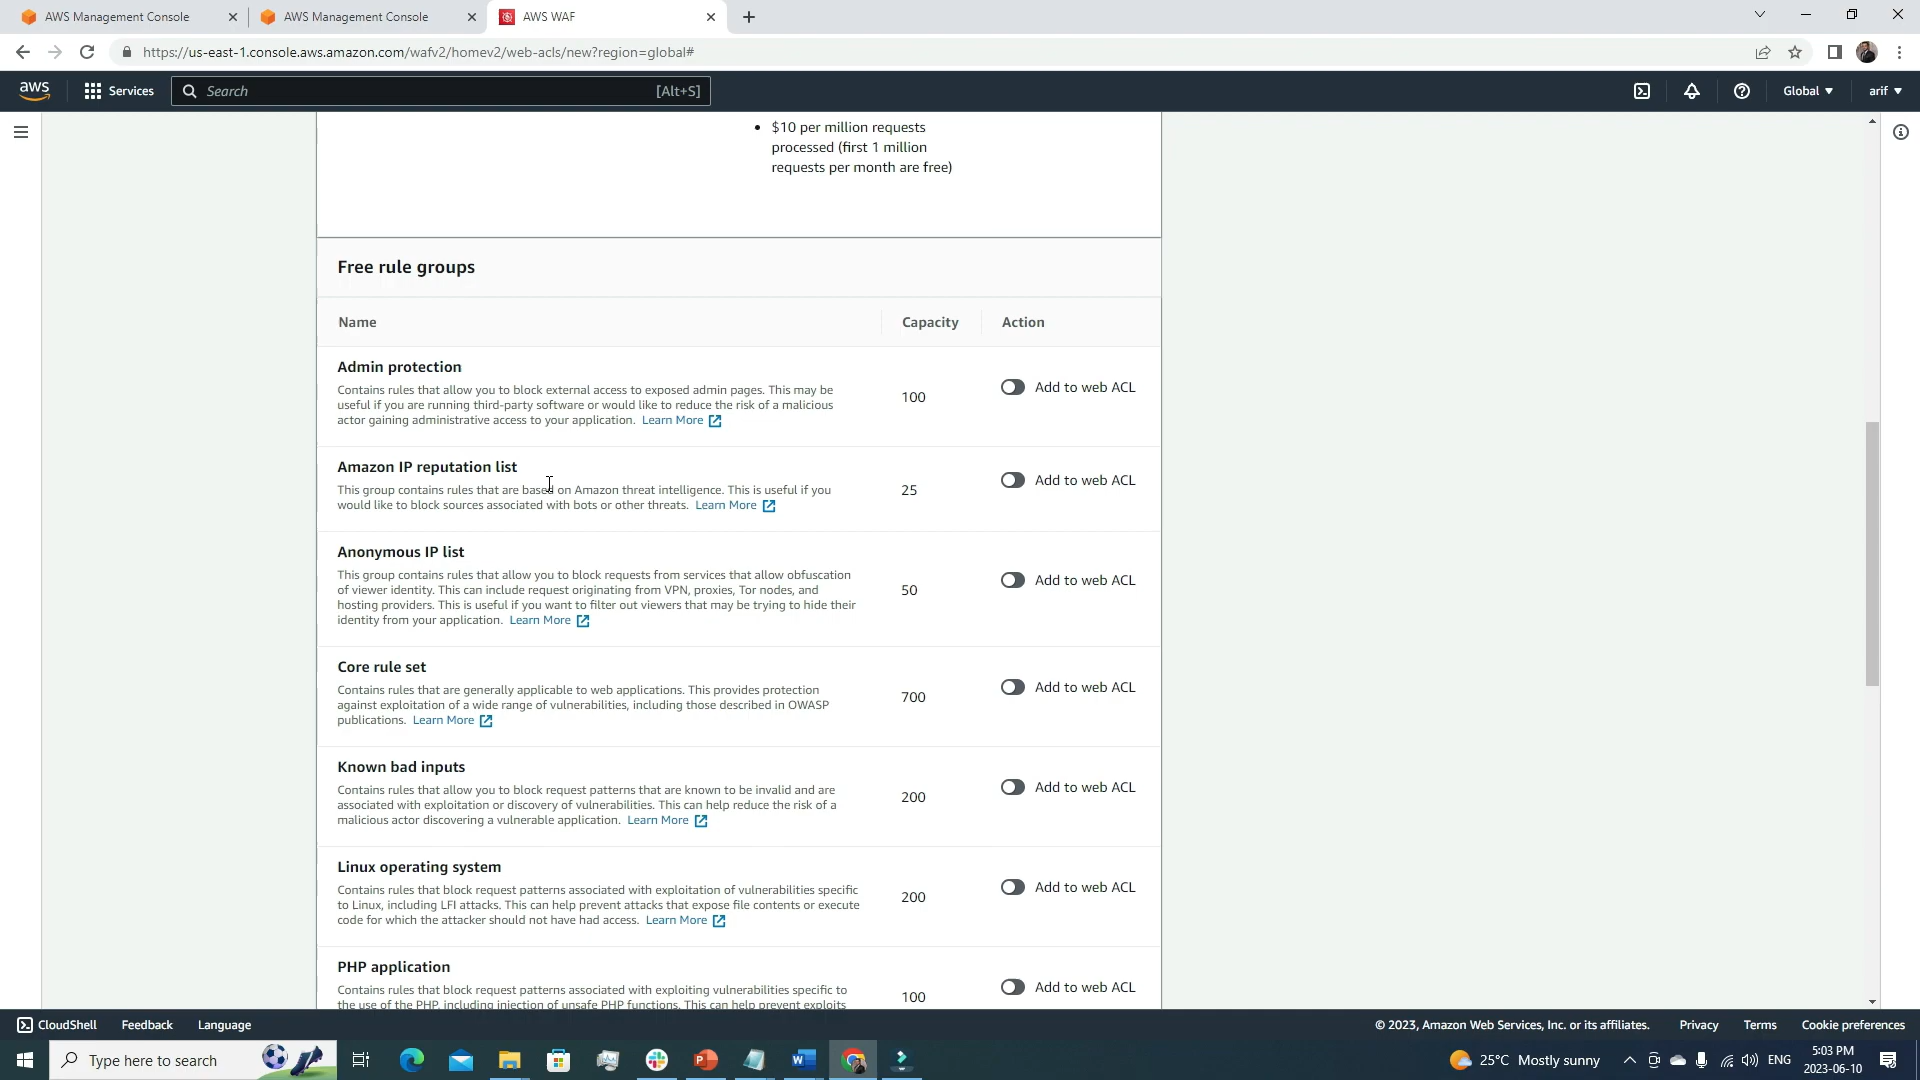 AWS Management Console
AWS Management Console
AWS WAF
https://us-east-1.console.aws.amazon.com/wafv2/homev2/web-acls/new?region=global#
aws
Services
Search
[Alt+S]
Global
arif
• $10 per million requests
processed (first 1 million
requests per month are free)
Free rule groups
Name
Capacity
Action
Admin protection
Contains rules that allow you to block external access to exposed admin pages. This may be
useful if you are running third-party software or would like to reduce the risk of a malicious
actor gaining administrative access to your application. Learn More
100
Add to web ACL
Amazon IP reputation list
This group contains rules that are based on Amazon threat intelligence. This is useful if you
would like to block sources associated with bots or other threats. Learn More
25
Add to web ACL
Anonymous IP list
This group contains rules that allow you to block requests from services that allow obfuscation
of viewer identity. This can include request originating from VPN, proxies, Tor nodes, and
hosting providers. This is useful if you want to filter out viewers that may be trying to hide their
identity from your application. Learn More
50
Add to web ACL
Core rule set
Contains rules that are generally applicable to web applications. This provides protection
against exploitation of a wide range of vulnerabilities, including those described in OWASP
publications. Learn More
700
Add to web ACL
Known bad inputs
Contains rules that allow you to block request patterns that are known to be invalid and are
associated with exploitation or discovery of vulnerabilities. This can help reduce the risk of a
malicious actor discovering a vulnerable application. Learn More
200
Add to web ACL
Linux operating system
Contains rules that block request patterns associated with exploitation of vulnerabilities specific
to Linux, including LFI attacks. This can help prevent attacks that expose file contents or execute
code for which the attacker should not have had access. Learn More
200
Add to web ACL
PHP application
Contains rules that block request patterns associated with exploiting vulnerabilities specific to
the use of the PHP, including injection of unsafe PHP functions. This can help prevent exploits
100
Add to web ACL
CloudShell
Feedback
Language
© 2023, Amazon Web Services, Inc. or its affiliates.
Privacy
Terms
Cookie preferences
Type here to search
25°C Mostly sunny
ENG
5:03 PM
2023-06-10